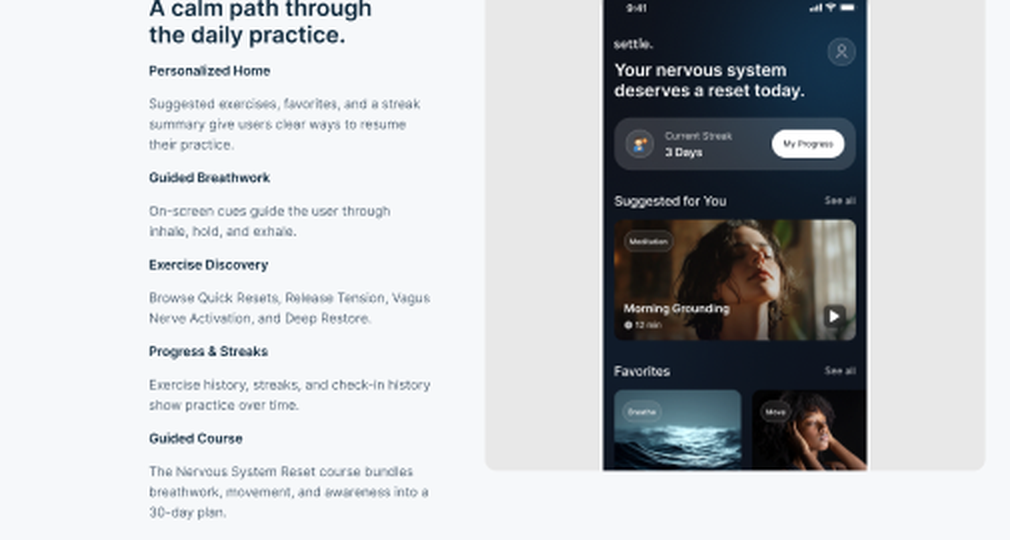 A calm path through
the daily practice.
Personalized Home
Suggested exercises, favorites, and a streak
summary give users clear ways to resume
their practice.
Guided Breathwork
On-screen cues guide the user through
inhale, hold, and exhale.
Exercise Discovery
Browse Quick Resets, Release Tension, Vagus
Nerve Activation, and Deep Restore.
Progress & Streaks
Exercise history, streaks, and check-in history
show practice over time.
Guided Course
The Nervous System Reset course bundles
breathwork, movement, and awareness into a
30-day plan.
9:41
settle.
Your nervous system
deserves a reset today.
Current Streak
3 Days
My Progress
Suggested for You
See all
Meditation
Morning Grounding
12 min
Favorites
See all
Breathe
Move